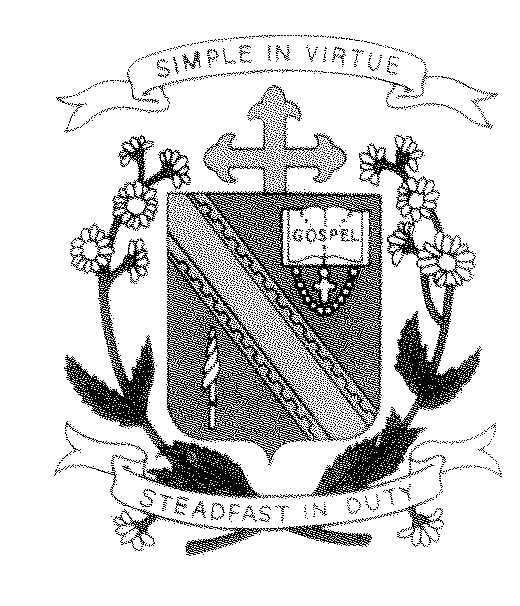 SIMPLE IN VIRTUE
GOSPEL
STEADFAST IN DUTY